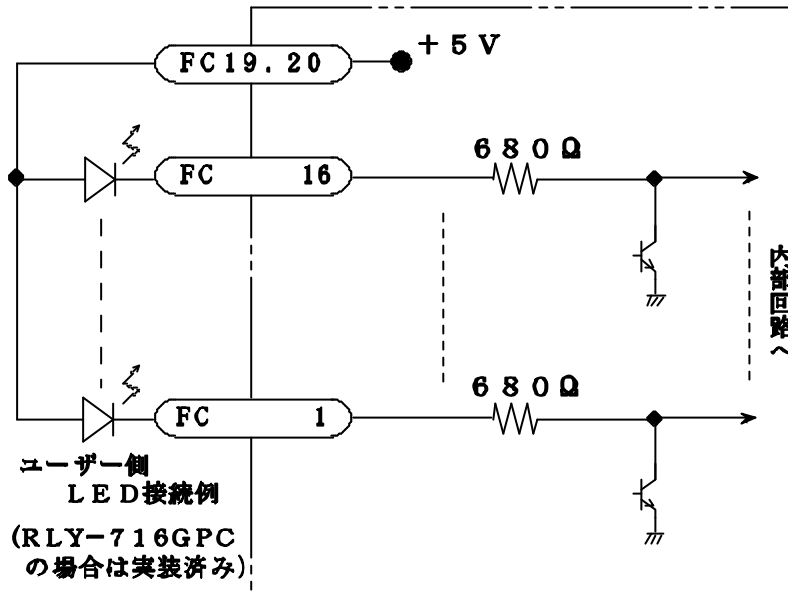 ＋５Ｖ
FC19.20
６８０Ω
FC 16
内部回路へ
６８０Ω
FC 1
ユーザー側
ＬＥＤ接続例
(ＲＬＹ−７１６ＧＰＣ
の場合は実装済み)